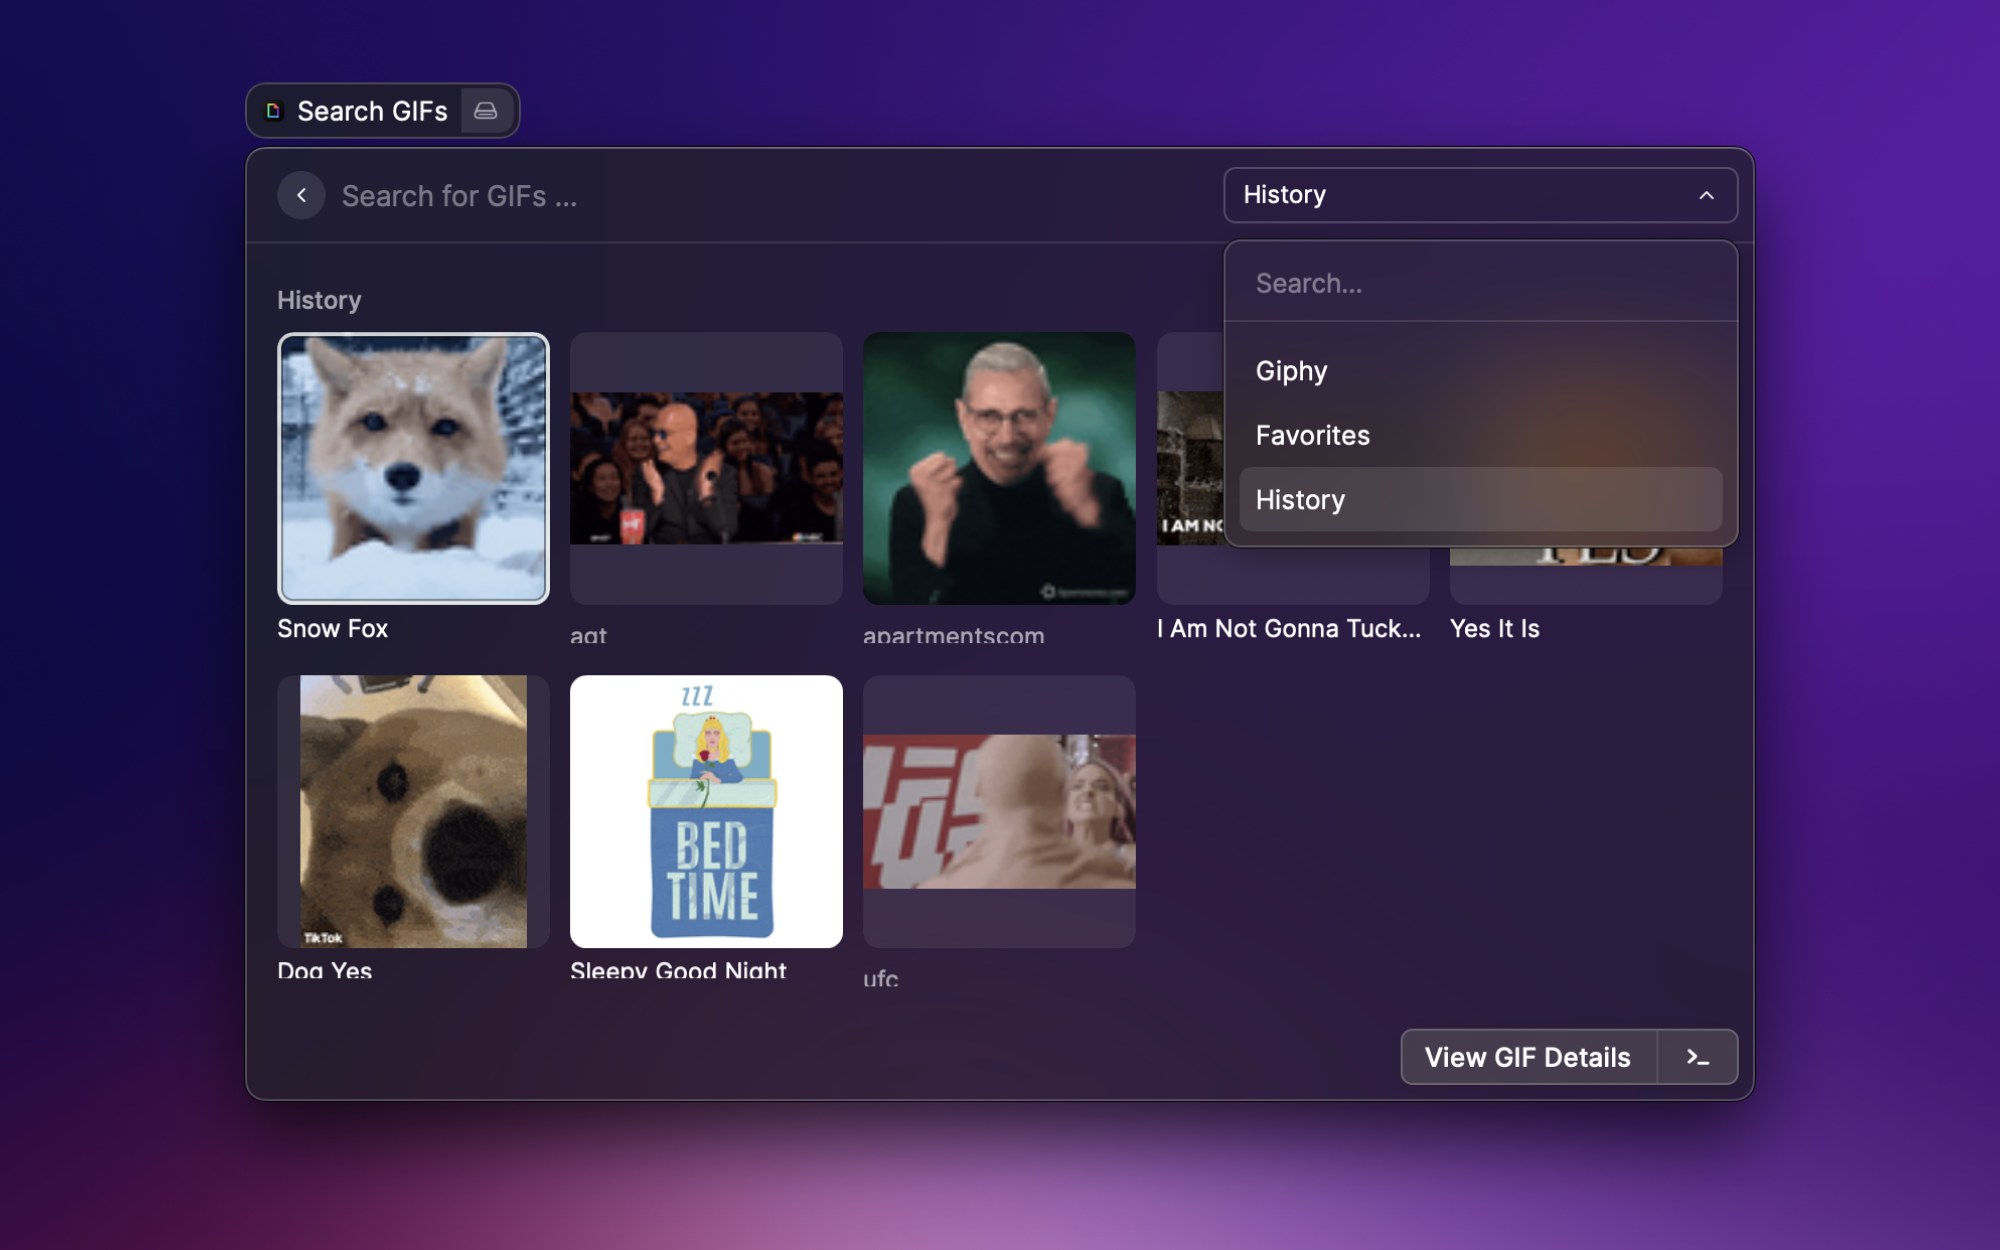 Search GIFs
Search for GIFs ...
History
Search...
Giphy
Favorites
History
History
I AM NO
YES
Snow Fox
agt
apartmentscom
I Am Not Gonna Tuck...
Yes It Is
TikTok
ZZZ
BED
TIME
Dog Yes
Sleepy Good Night
ufc
View GIF Details
>_